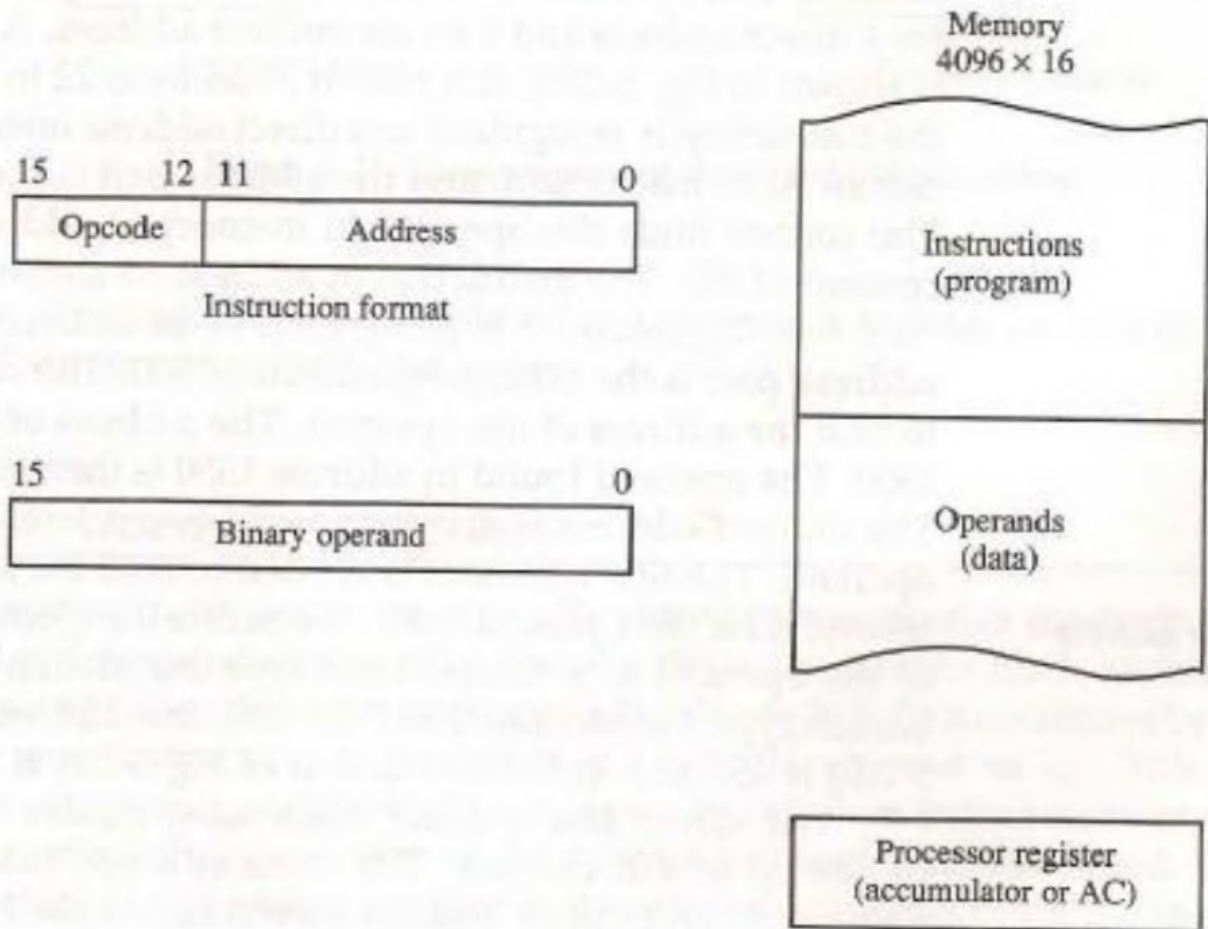 Memory
4096 × 16
15 12 11 0
Opcode Address
Instruction format
Instructions
(program)
15 0
Binary operand
Operands
(data)
Processor register
(accumulator or AC)